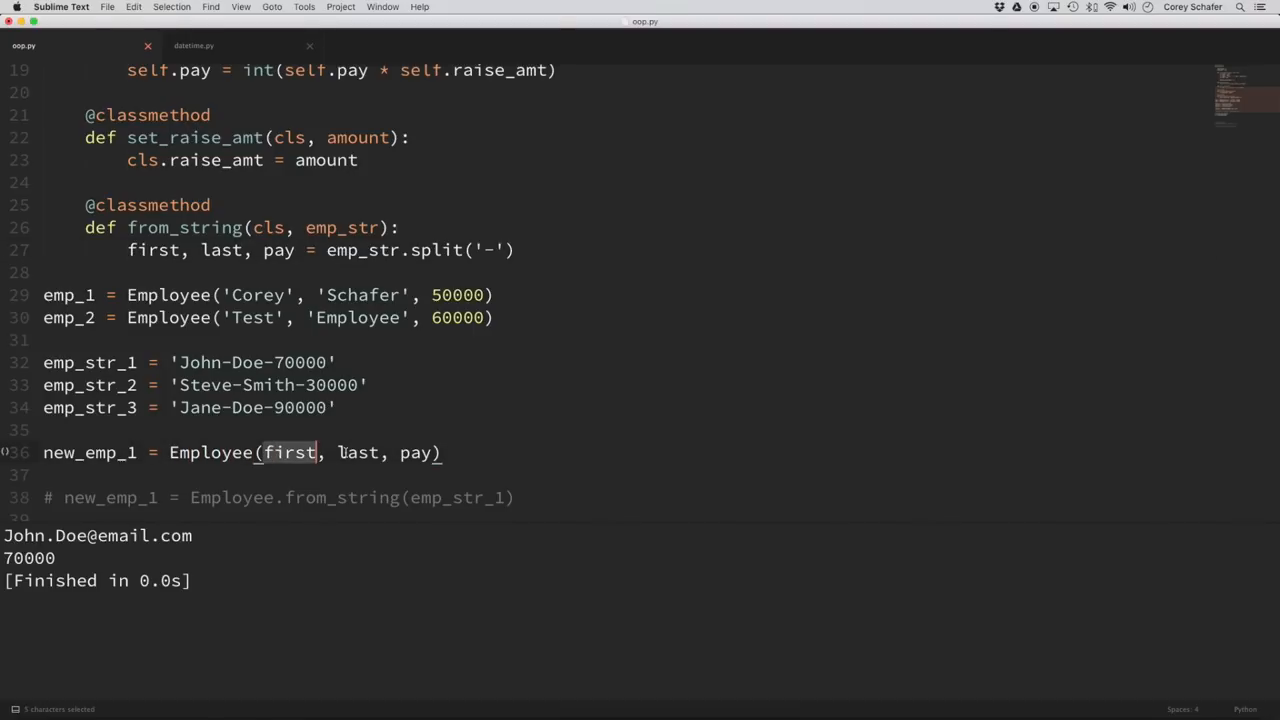 Sublime Text File Edit Selection Find View Goto Tools Project Window Help Corey Schafer
oop.py
oop.py datetime.py
19 self.pay = int(self.pay * self.raise_amt)
20
21 @classmethod
22 def set_raise_amt(cls, amount):
23 cls.raise_amt = amount
24
25 @classmethod
26 def from_string(cls, emp_str):
27 first, last, pay = emp_str.split('-')
28
29 emp_1 = Employee('Corey', 'Schafer', 50000)
30 emp_2 = Employee('Test', 'Employee', 60000)
31
32 emp_str_1 = 'John-Doe-70000'
33 emp_str_2 = 'Steve-Smith-30000'
34 emp_str_3 = 'Jane-Doe-90000'
35
36 new_emp_1 = Employee(first, last, pay)
37
38 # new_emp_1 = Employee.from_string(emp_str_1)
39
John.Doe@email.com
70000
[Finished in 0.0s]
5 characters selected Spaces: 4 Python